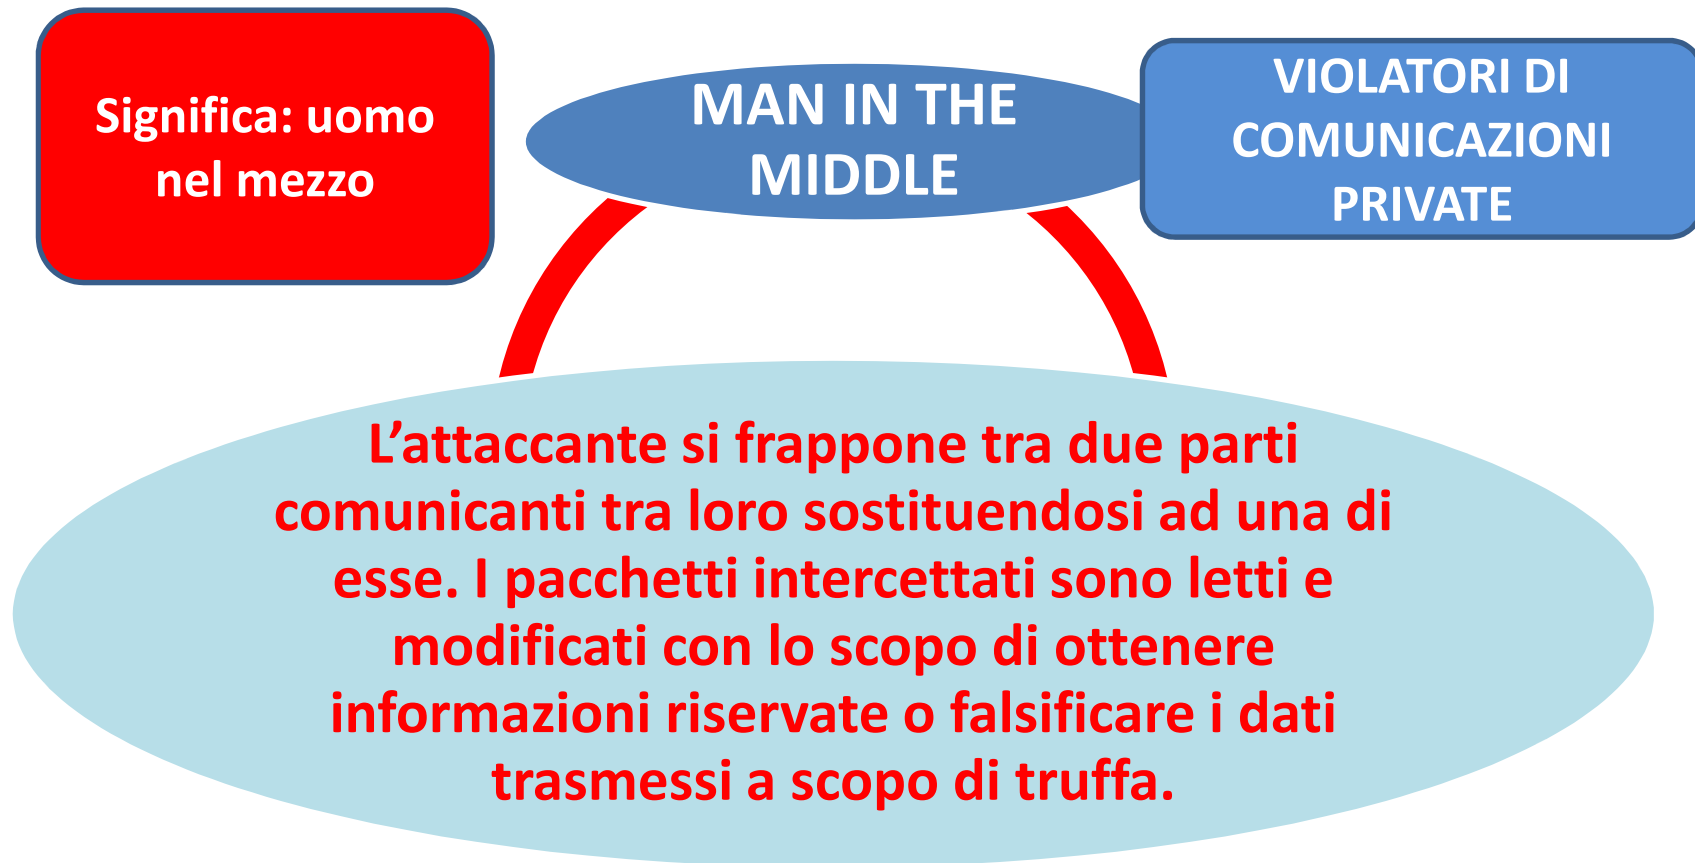 Significa: uomo
nel mezzo
MAN IN THE
MIDDLE
VIOLATORI DI
COMUNICAZIONI
PRIVATE
L’attaccante si frappone tra due parti
comunicanti tra loro sostituendosi ad una di
esse. I pacchetti intercettati sono letti e
modificati con lo scopo di ottenere
informazioni riservate o falsificare i dati
trasmessi a scopo di truffa.